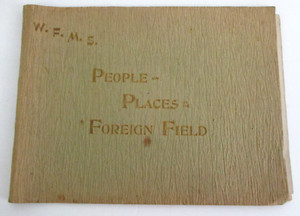 W. F. M. S.
PEOPLE –
PLACES
FOREIGN FIELD